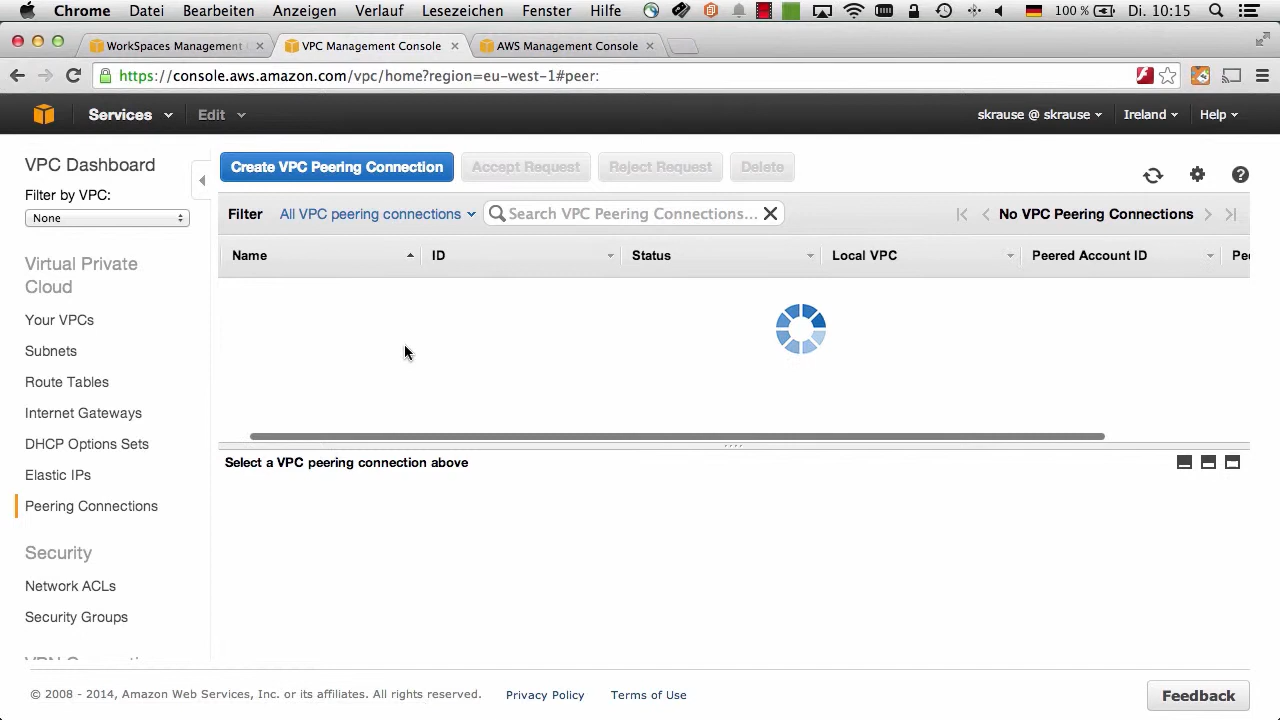 Chrome Datei Bearbeiten Anzeigen Verlauf Lesezeichen Fenster Hilfe 100 % Di. 10:15
WorkSpaces Management VPC Management Console AWS Management Console
https://console.aws.amazon.com/vpc/home?region=eu-west-1#peer:
Services Edit skrause @ skrause Ireland Help
VPC Dashboard
Filter by VPC:
None
Virtual Private
Cloud
Your VPCs
Subnets
Route Tables
Internet Gateways
DHCP Options Sets
Elastic IPs
Peering Connections
Security
Network ACLs
Security Groups
Create VPC Peering Connection Accept Request Reject Request Delete
Filter All VPC peering connections Search VPC Peering Connections... No VPC Peering Connections
Name ID Status Local VPC Peered Account ID
Select a VPC peering connection above
© 2008 - 2014, Amazon Web Services, Inc. or its affiliates. All rights reserved. Privacy Policy Terms of Use Feedback